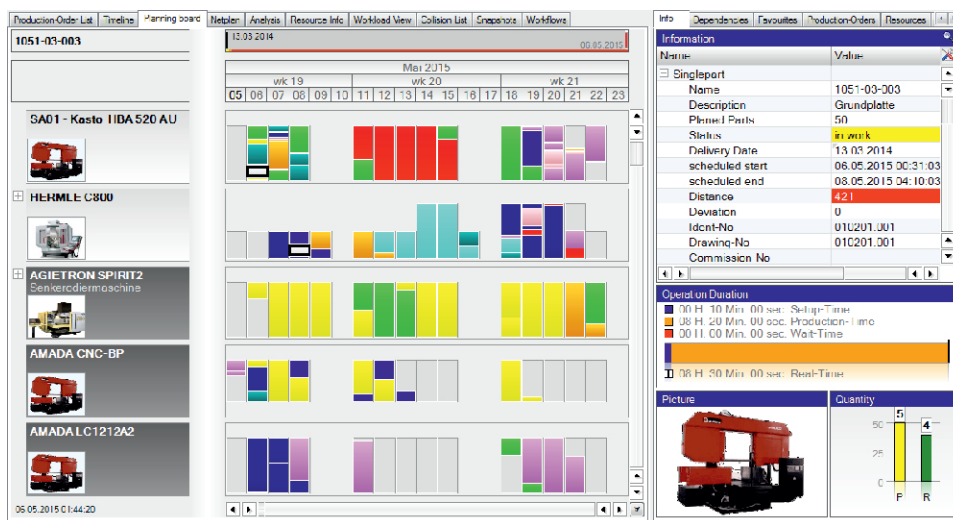 Production-Order List Timeline Planning board Netplan Analysis Resource Info Workload View Collision List Snapshots Workflows
1051-03-003
13.03.2014
06.05.2015
Mai 2015
wk 19 wk 20 wk 21
05 06 07 08 09 10 11 12 13 14 15 16 17 18 19 20 21 22 23
SA01 - Kasto HBA 520 AU
HERMLE C800
AGIETRON SPIRIT2
Senkerodiermaschine
AMADA CNC-BP
AMADA LC1212A2
06.05.2015 01:44:20
Info Dependencies Favourites Production-Orders Resources
Information
Name Value
Singlepart
Name 1051-03-003
Description Grundplatte
Planed Parts 50
Status in work
Delivery Date 13.03.2014
scheduled start 06.05.2015 00:31:03
scheduled end 08.05.2015 04:10:03
Distance 421
Deviation 0
Ident-No 010201.001
Drawing-No 010201.001
Commission-No
Operation Duration
00 H. 10 Min. 00 sec. Setup-Time
08 H. 20 Min. 00 sec. Production-Time
00 H. 00 Min. 00 sec. Wait-Time
08 H. 30 Min. 00 sec. Real-Time
Picture
Quantity
5
4
50
25
0
P R